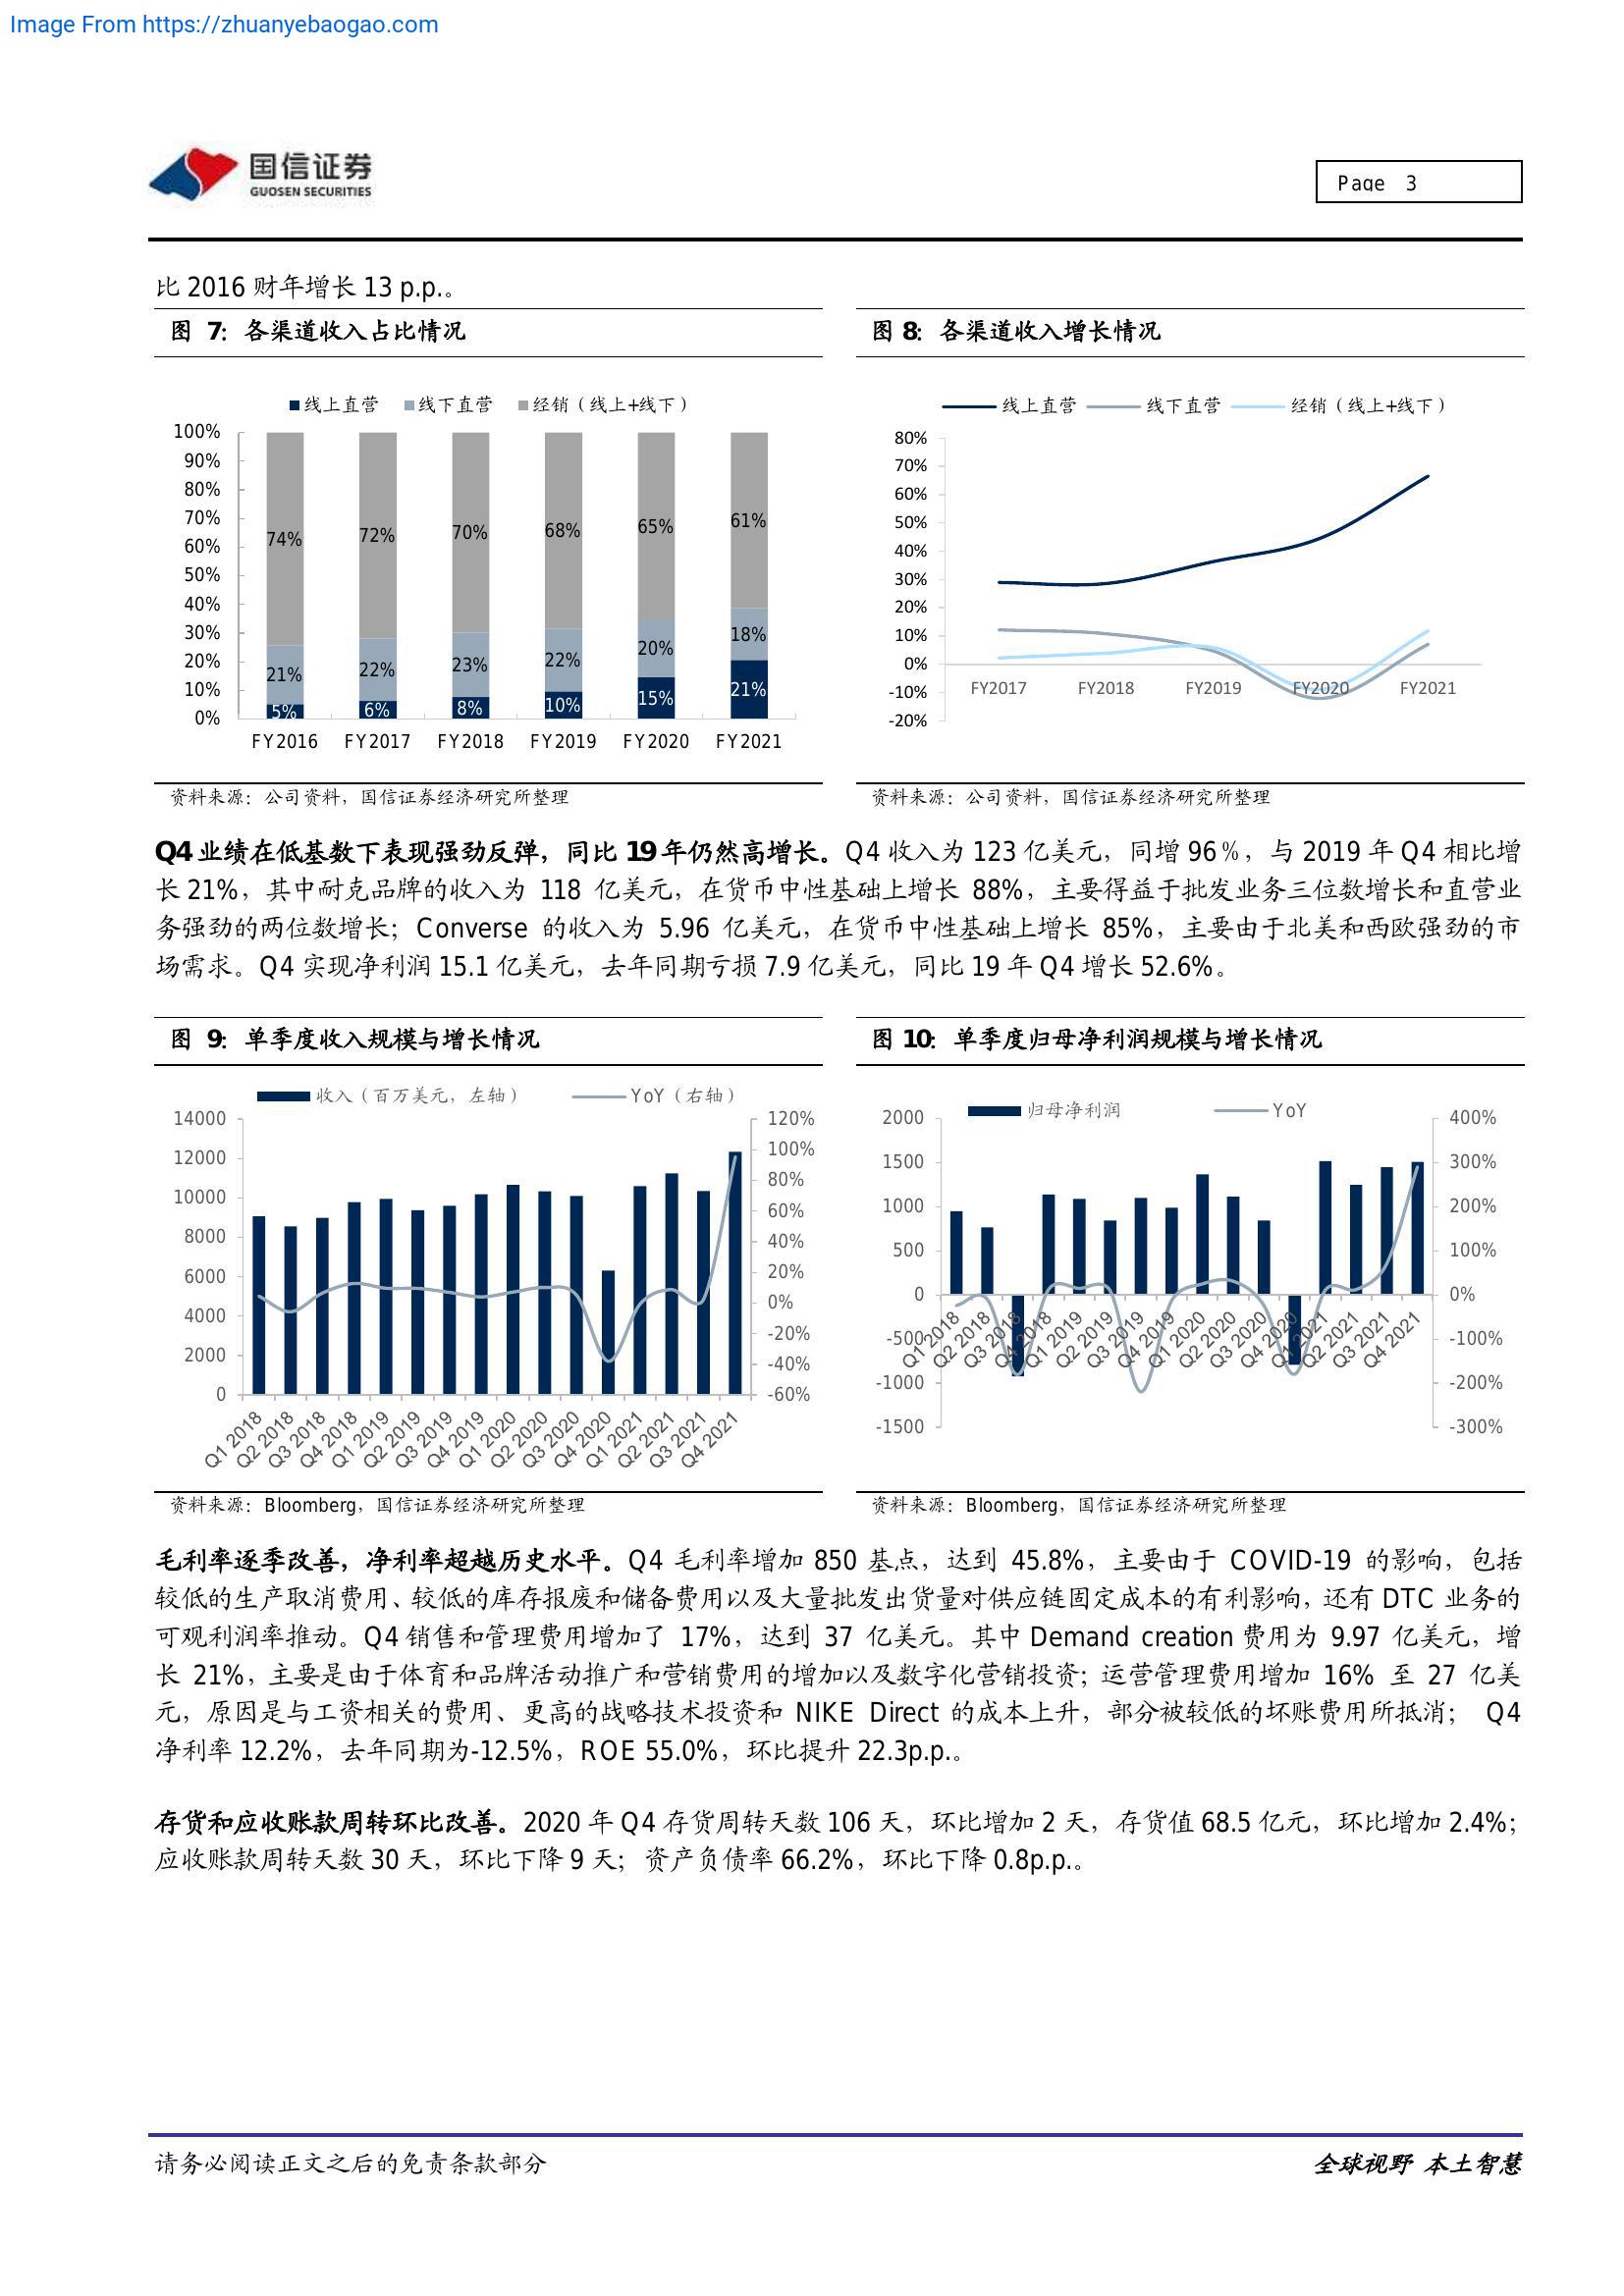 Image From https://zhuanyebaogao.com
国信证券
GUOSEN SECURITIES
Page 3
比 2016 财年增长 13 p.p.。
图 7：各渠道收入占比情况
线上直营 线下直营 经销（线上+线下）
100%
90%
80%
70%
60%
50%
40%
30%
20%
10%
0%
74% 72% 70% 68% 65% 61%
21% 22% 23% 22% 20% 18%
5% 6% 8% 10% 15% 21%
FY2016 FY2017 FY2018 FY2019 FY2020 FY2021
资料来源：公司资料，国信证券经济研究所整理
图 8：各渠道收入增长情况
线上直营 线下直营 经销（线上+线下）
80%
70%
60%
50%
40%
30%
20%
10%
0%
-10%
-20%
FY2017 FY2018 FY2019 FY2020 FY2021
资料来源：公司资料，国信证券经济研究所整理
Q4 业绩在低基数下表现强劲反弹，同比 19 年仍然高增长。Q4 收入为 123 亿美元，同增 96%，与 2019 年 Q4 相比增
长 21%，其中耐克品牌的收入为 118 亿美元，在货币中性基础上增长 88%，主要得益于批发业务三位数增长和直营业
务强劲的两位数增长；Converse 的收入为 5.96 亿美元，在货币中性基础上增长 85%，主要由于北美和西欧强劲的市
场需求。Q4 实现净利润 15.1 亿美元，去年同期亏损 7.9 亿美元，同比 19 年 Q4 增长 52.6%。
图 9：单季度收入规模与增长情况
收入（百万美元，左轴） YoY（右轴）
14000
12000
10000
8000
6000
4000
2000
0
120%
100%
80%
60%
40%
20%
0%
-20%
-40%
-60%
Q1 2018 Q2 2018 Q3 2018 Q4 2018 Q1 2019 Q2 2019 Q3 2019 Q4 2019 Q1 2020 Q2 2020 Q3 2020 Q4 2020 Q1 2021 Q2 2021 Q3 2021 Q4 2021
资料来源：Bloomberg，国信证券经济研究所整理
图 10：单季度归母净利润规模与增长情况
归母净利润 YoY
2000
1500
1000
500
0
-500
-1000
-1500
400%
300%
200%
100%
0%
-100%
-200%
-300%
Q1 2018 Q2 2018 Q3 2018 Q4 2018 Q1 2019 Q2 2019 Q3 2019 Q4 2019 Q1 2020 Q2 2020 Q3 2020 Q4 2020 Q1 2021 Q2 2021 Q3 2021 Q4 2021
资料来源：Bloomberg，国信证券经济研究所整理
毛利率逐季改善，净利率超越历史水平。Q4 毛利率增加 850 基点，达到 45.8%，主要由于 COVID-19 的影响，包括
较低的生产取消费用、较低的库存报废和储备费用以及大量批发出货量对供应链固定成本的有利影响，还有 DTC 业务的
可观利润率推动。Q4 销售和管理费用增加了 17%，达到 37 亿美元。其中 Demand creation 费用为 9.97 亿美元，增
长 21%，主要是由于体育和品牌活动推广和营销费用的增加以及数字化营销投资；运营管理费用增加 16% 至 27 亿美
元，原因是与工资相关的费用、更高的战略技术投资和 NIKE Direct 的成本上升，部分被较低的坏账费用所抵消； Q4
净利率 12.2%，去年同期为-12.5%，ROE 55.0%，环比提升 22.3p.p.。
存货和应收账款周转环比改善。2020 年 Q4 存货周转天数 106 天，环比增加 2 天，存货值 68.5 亿元，环比增加 2.4%；
应收账款周转天数 30 天，环比下降 9 天；资产负债率 66.2%，环比下降 0.8p.p.。
请务必阅读正文之后的免责条款部分
全球视野 本土智慧